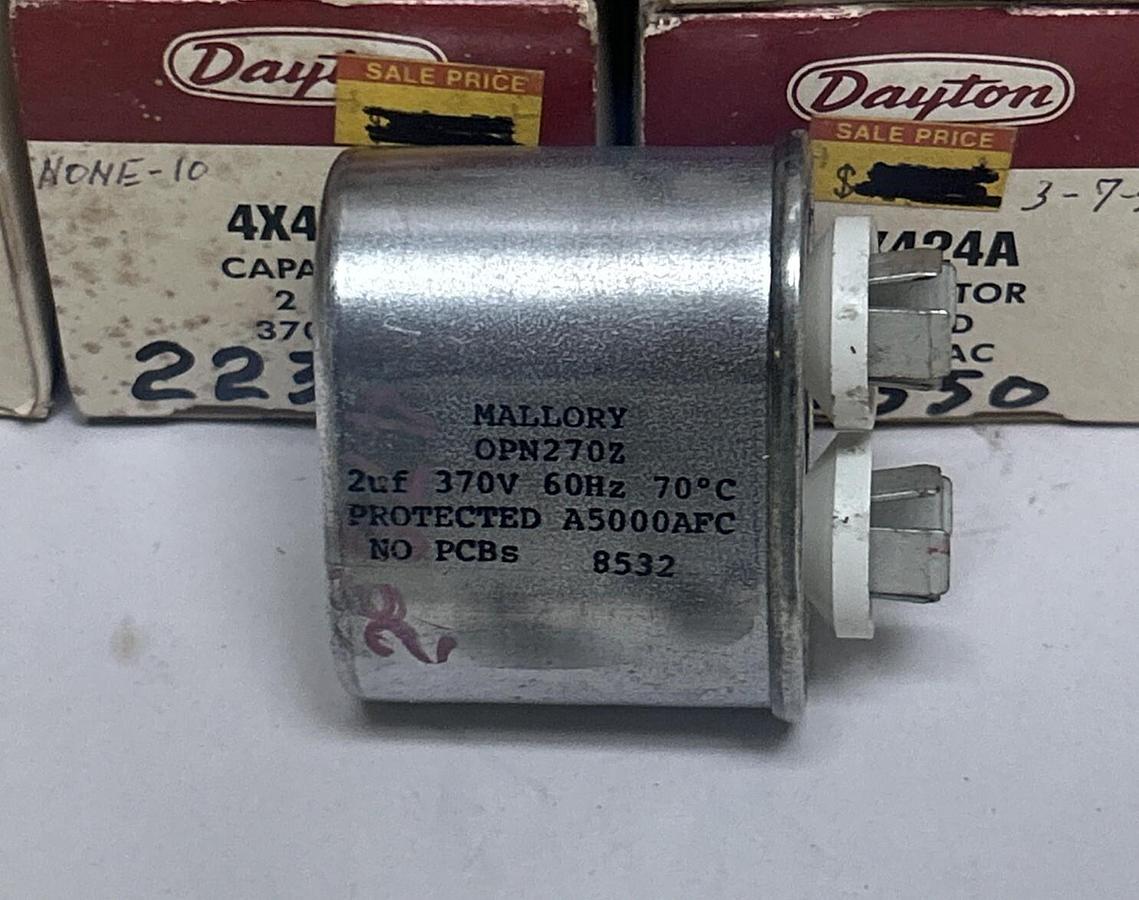 Dayton
SALE PRICE
NONE-10
4X4
CAPA
2
370
223
Dayton
SALE PRICE
$
3-7-
424A
TOR
D
AC
550
MALLORY
OPN270Z
2uf 370V 60Hz 70°C
PROTECTED A5000AFC
NO PCBs 8532